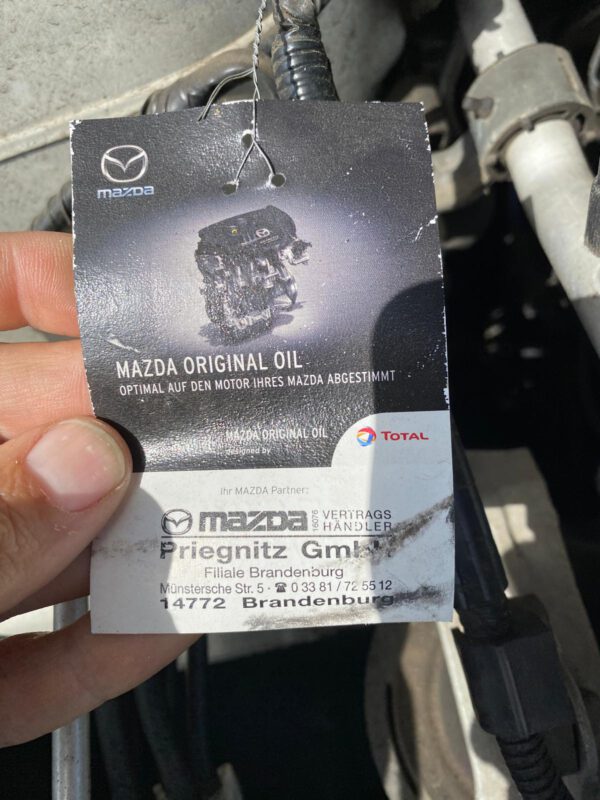 mazda
MAZDA ORIGINAL OIL
OPTIMAL AUF DEN MOTOR IHRES MAZDA ABGESTIMMT
MAZDA ORIGINAL OIL
designed by
TOTAL
Ihr MAZDA Partner:
mazda 16076 VERTRAGS
HÄNDLER
Priegnitz GmbH
Filiale Brandenburg
Münstersche Str. 5 - ☎ 0 33 81 / 72 55 12
14772 Brandenburg